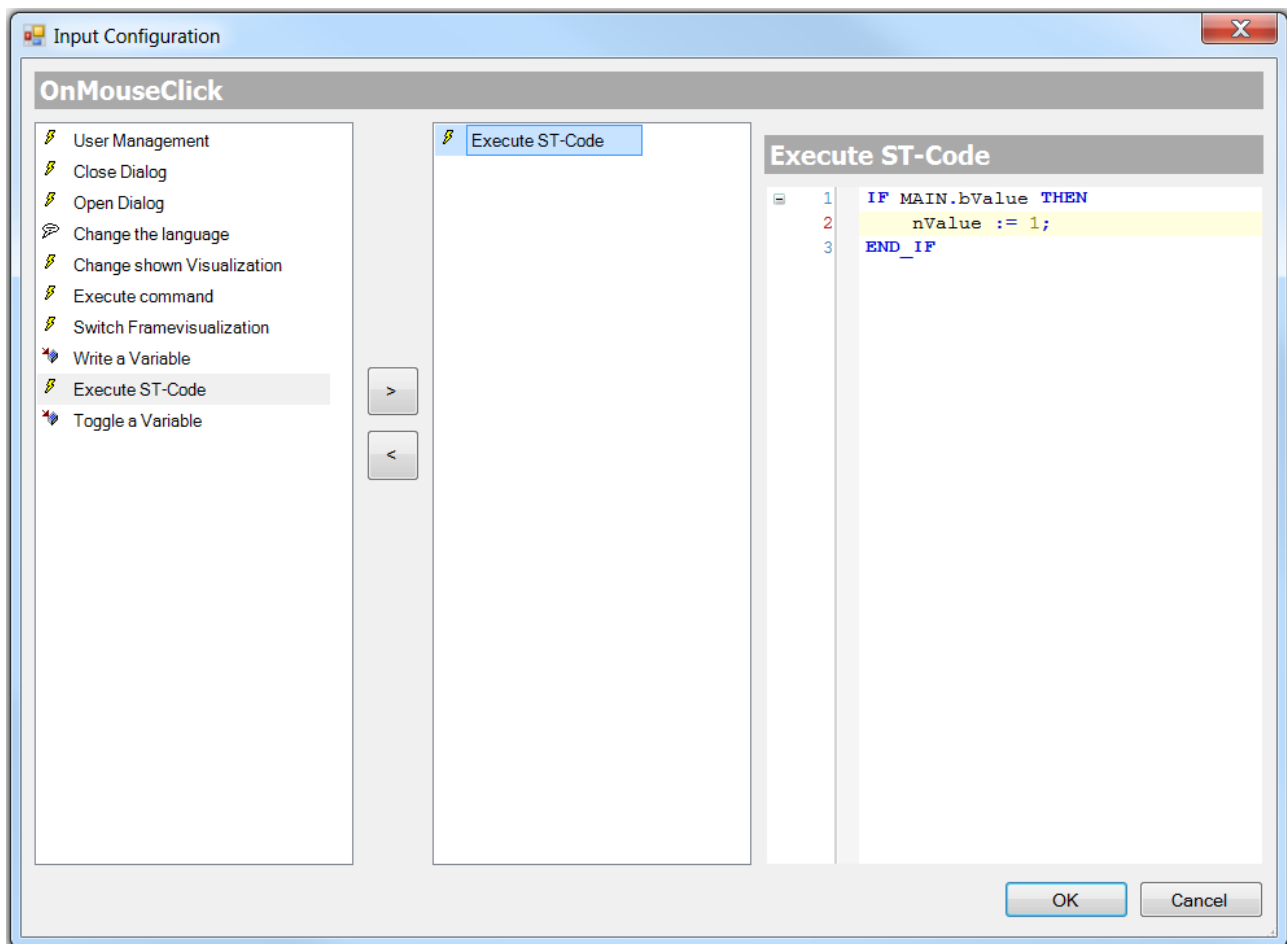 Input Configuration
X
OnMouseClick
User Management
Close Dialog
Open Dialog
Change the language
Change shown Visualization
Execute command
Switch Framevisualization
Write a Variable
Execute ST-Code
Toggle a Variable
>
<
Execute ST-Code
Execute ST-Code
1 IF MAIN.bValue THEN
2 nValue := 1;
3 END_IF
OK
Cancel